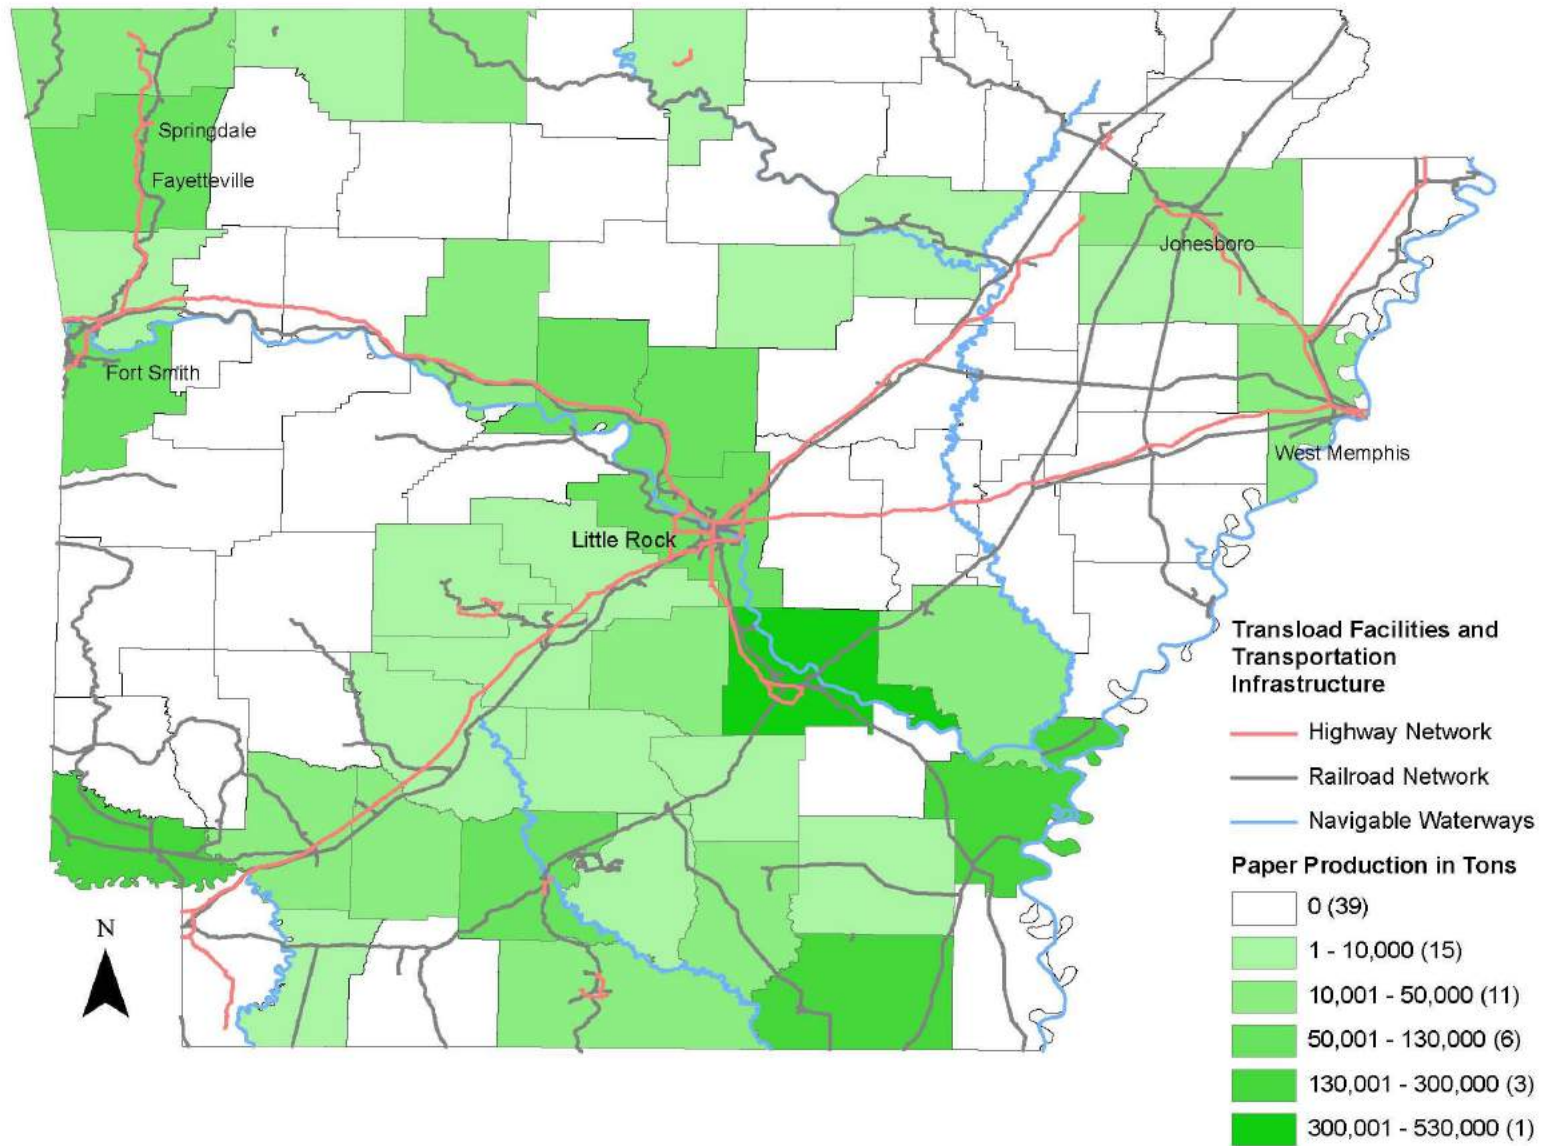 Springdale
Fayetteville
Jonesboro
Fort Smith
West Memphis
Little Rock
Transload Facilities and
Transportation
Infrastructure
Highway Network
Railroad Network
Navigable Waterways
Paper Production in Tons
0 (39)
1 - 10,000 (15)
10,001 - 50,000 (11)
50,001 - 130,000 (6)
130,001 - 300,000 (3)
300,001 - 530,000 (1)
N